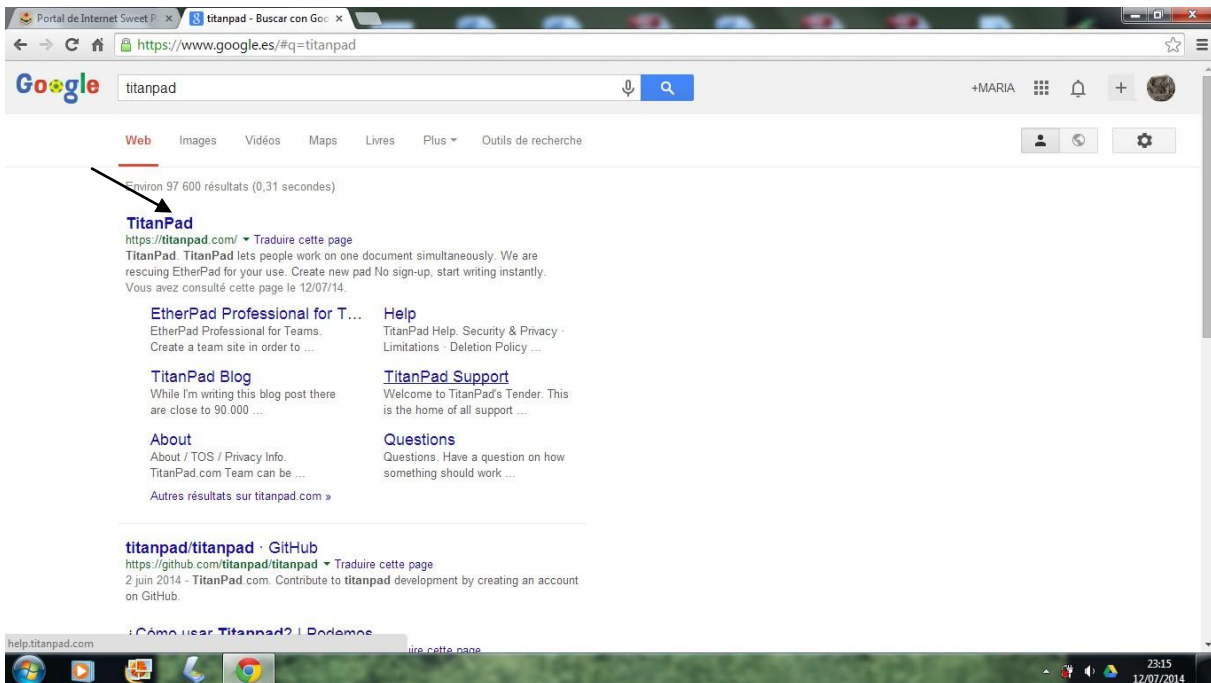 Portal de Internet Sweet P
titanpad - Buscar con Goo
https://www.google.es/#q=titanpad
Google
titanpad
+MARIA
Web Images Vidéos Maps Livres Plus Outils de recherche
Environ 97 600 résultats (0,31 secondes)
TitanPad
https://titanpad.com/ Traduire cette page
TitanPad. TitanPad lets people work on one document simultaneously. We are
rescuing EtherPad for your use. Create new pad No sign-up, start writing instantly.
Vous avez consulté cette page le 12/07/14.
EtherPad Professional for T...
EtherPad Professional for Teams.
Create a team site in order to ...
Help
TitanPad Help. Security & Privacy ·
Limitations · Deletion Policy ...
TitanPad Blog
While I'm writing this blog post there
are close to 90.000 ...
TitanPad Support
Welcome to TitanPad's Tender. This
is the home of all support ...
About
About / TOS / Privacy Info.
TitanPad.com Team can be ...
Questions
Questions. Have a question on how
something should work ...
Autres résultats sur titanpad.com »
titanpad/titanpad · GitHub
https://github.com/titanpad/titanpad Traduire cette page
2 juin 2014 - TitanPad.com. Contribute to titanpad development by creating an account
on GitHub.
¿Cómo usar Titanpad? | Podemos
help.titanpad.com
uire cette page
23:15
12/07/2014